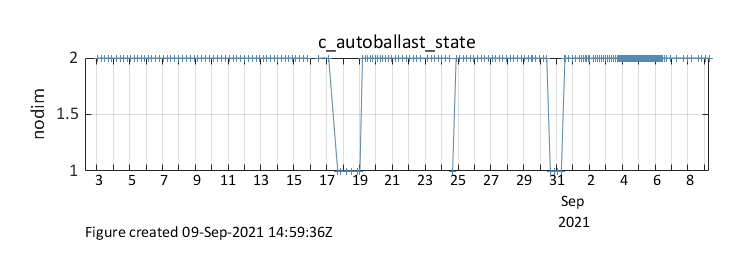 c_autoballast_state
2
1.5
1
nodim
3 5 7 9 11 13 15 17 19 21 23 25 27 29 31 2 4 6 8
Sep
2021
Figure created 09-Sep-2021 14:59:36Z